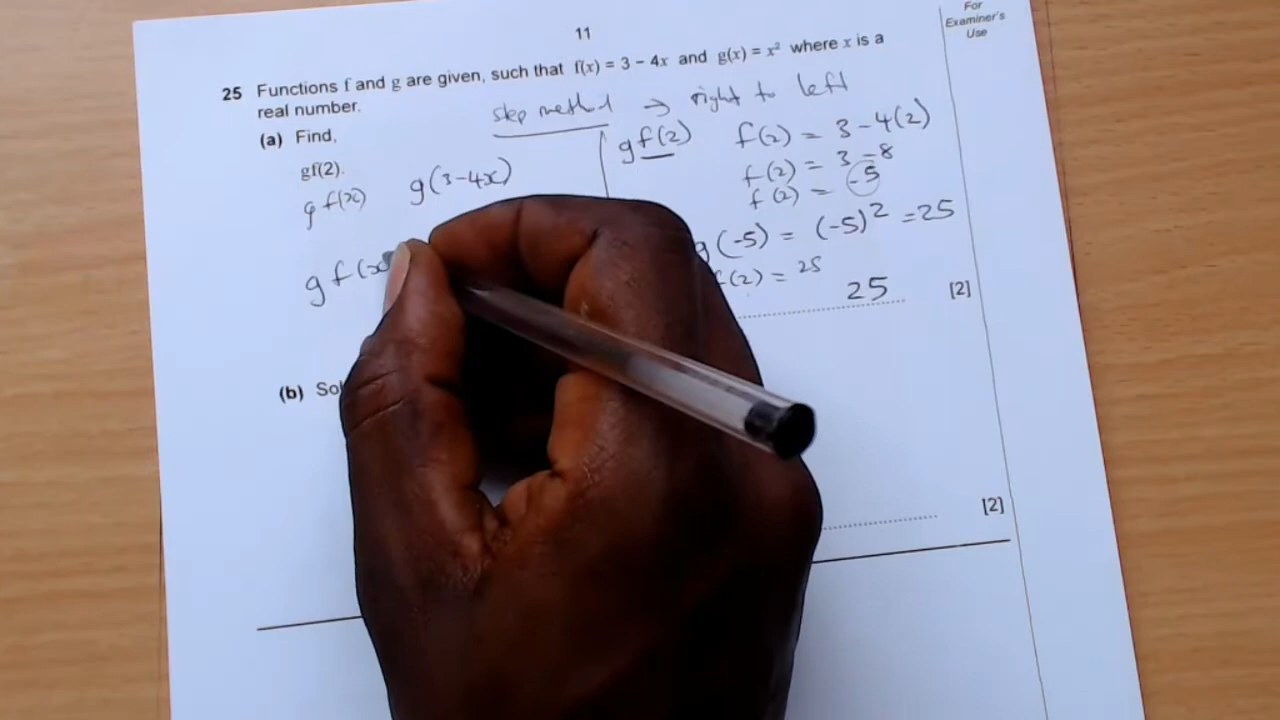 11
For
Examiner's
Use
25 Functions f and g are given, such that f(x) = 3 – 4x and g(x) = x² where x is a
real number.
step method → right to left
(a) Find,
gf(2).
gf(x) g(3-4x)
gf(x
gf(2) f(2) = 3-4(2)
f(2) = 3-8
f(2) = -5
g(-5) = (-5)² = 25
f(2) = 25
25 [2]
(b) Sol
[2]